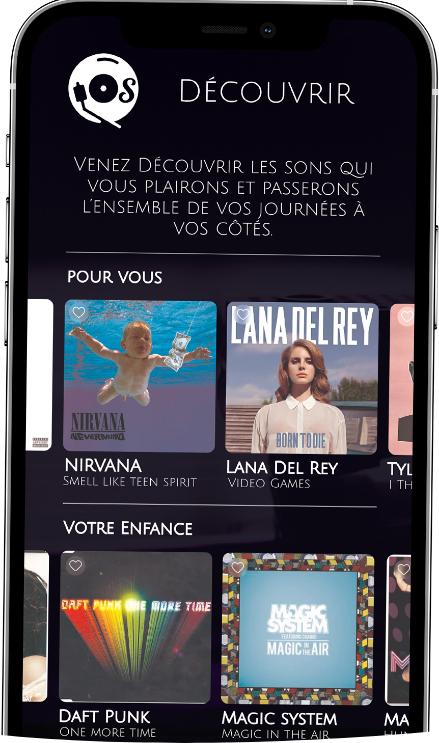 OS
DÉCOUVRIR
VENEZ DÉCOUVRIR LES SONS QUI
VOUS PLAIRONS ET PASSERONS
L'ENSEMBLE DE VOS JOURNÉES À
VOS CÔTÉS.
POUR VOUS
LANA DEL REY
NIRVANA
NEVERMIND
BORN TO DIE
NIRVANA
LANA DEL REY
TYL
SMELL LIKE TEEN SPIRIT
VIDEO GAMES
I TH
VOTRE ENFANCE
DAFT PUNK ONE MORE TIME
MAGIC
SYSTEM
FEATURING CHAWKI
MAGIC IN THE AIR
M
DAFT PUNK
MAGIC SYSTEM
MA
ONE MORE TIME
MAGIC IN THE AIR
HUN